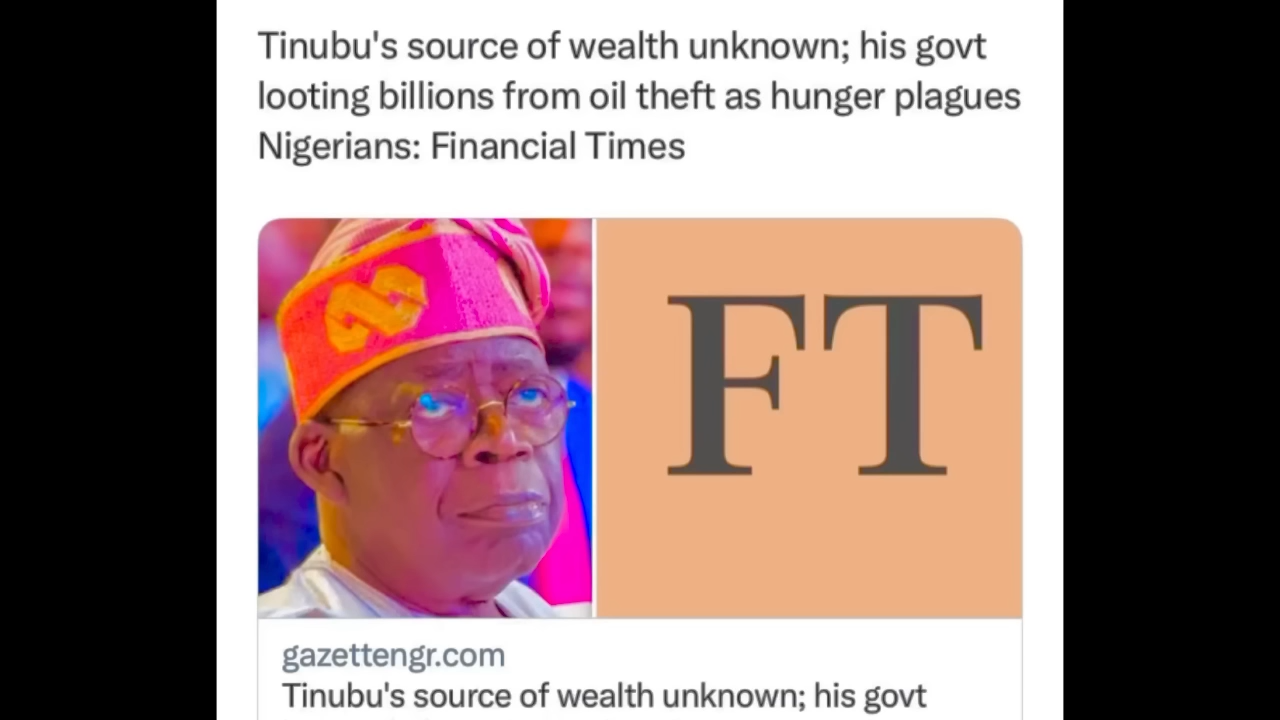 Tinubu's source of wealth unknown; his govt
looting billions from oil theft as hunger plagues
Nigerians: Financial Times
FT
gazettengr.com
Tinubu's source of wealth unknown; his govt